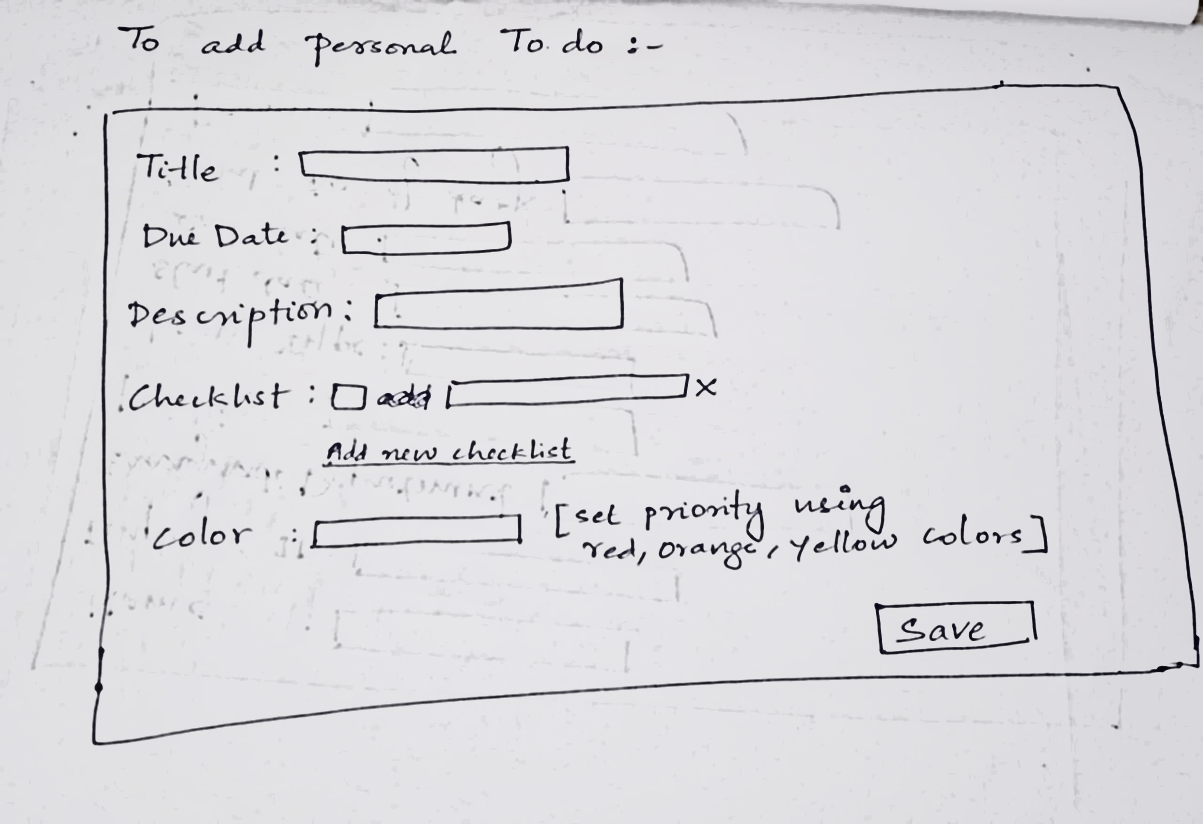 To add personal To do :-
Title :
Due Date :
Description :
Checklist : add x
Add new checklist
color : [set priority using
red, orange, yellow colors]
Save